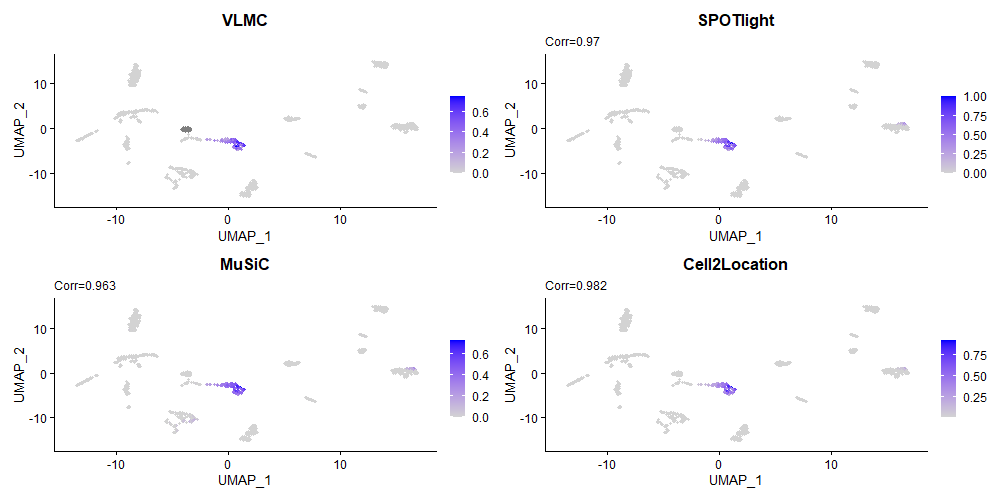 VLMC
UMAP_2
10
0
-10
0.6
0.4
0.2
0.0
-10
0
10
UMAP_1
SPOTlight
Corr=0.97
UMAP_2
10
0
-10
1.00
0.75
0.50
0.25
0.00
-10
0
10
UMAP_1
MuSiC
Corr=0.963
UMAP_2
10
0
-10
0.6
0.4
0.2
0.0
-10
0
10
UMAP_1
Cell2Location
Corr=0.982
UMAP_2
10
0
-10
0.75
0.50
0.25
-10
0
10
UMAP_1